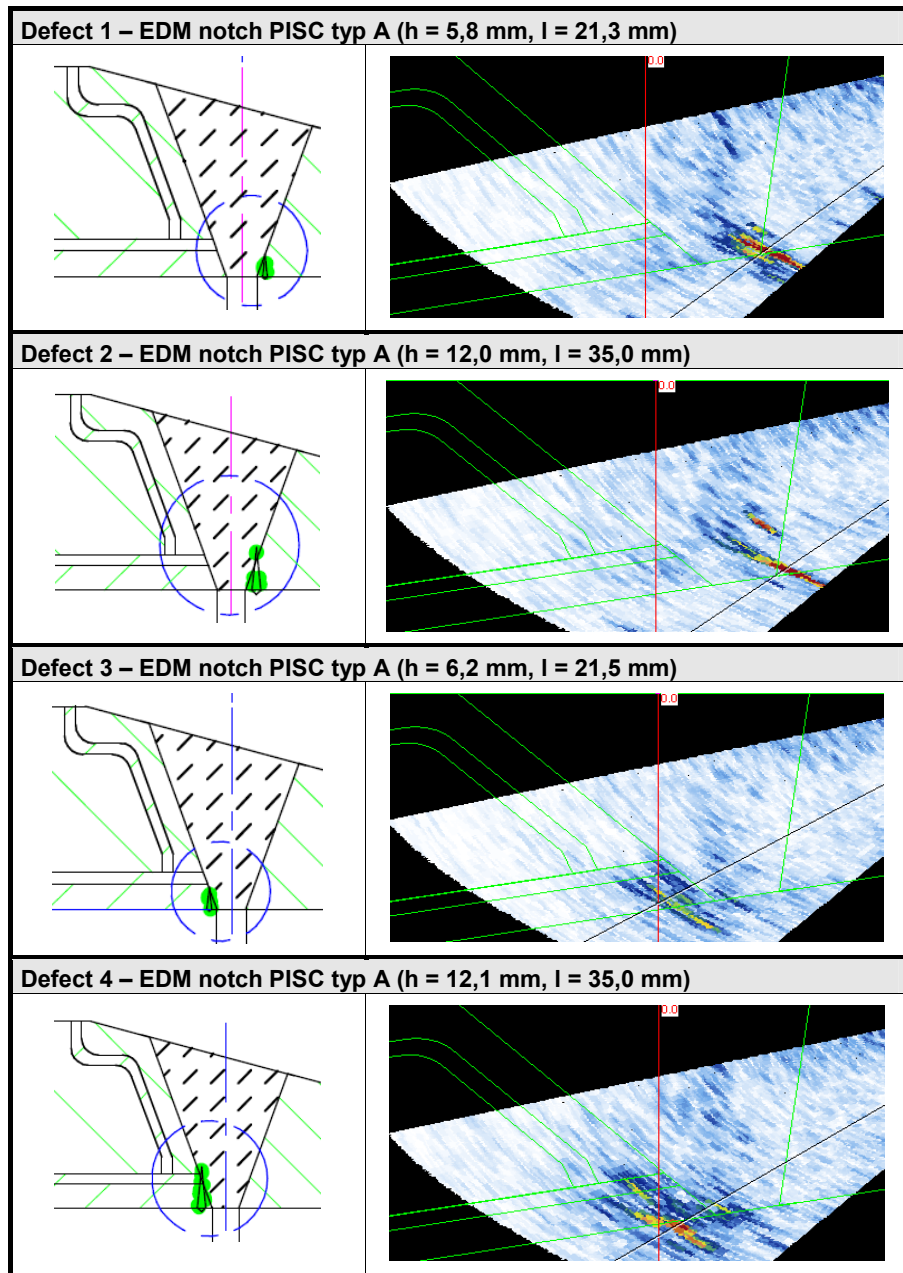 Defect 1 – EDM notch PISC typ A (h = 5,8 mm, l = 21,3 mm)
0.0
Defect 2 – EDM notch PISC typ A (h = 12,0 mm, l = 35,0 mm)
0.0
Defect 3 – EDM notch PISC typ A (h = 6,2 mm, l = 21,5 mm)
0.0
Defect 4 – EDM notch PISC typ A (h = 12,1 mm, l = 35,0 mm)
0.0